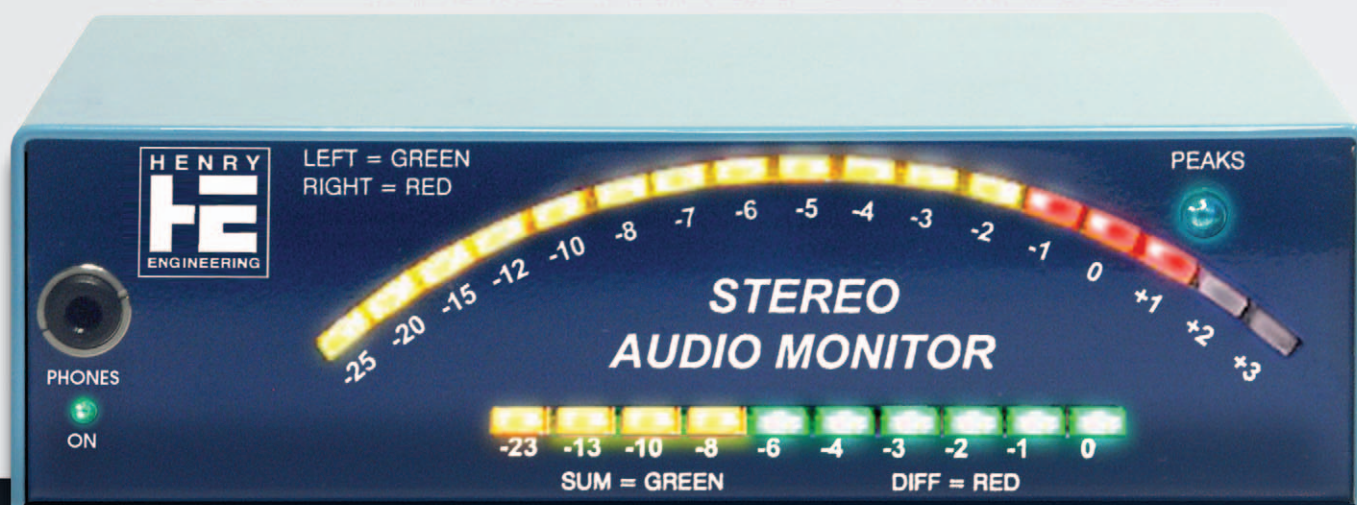 HENRY
HE
ENGINEERING
LEFT = GREEN
RIGHT = RED
PEAKS
-25 -20 -15 -12 -10 -8 -7 -6 -5 -4 -3 -2 -1 0 +1 +2 +3
STEREO
AUDIO MONITOR
PHONES
ON
-23 -13 -10 -8 -6 -4 -3 -2 -1 0
SUM = GREEN DIFF = RED